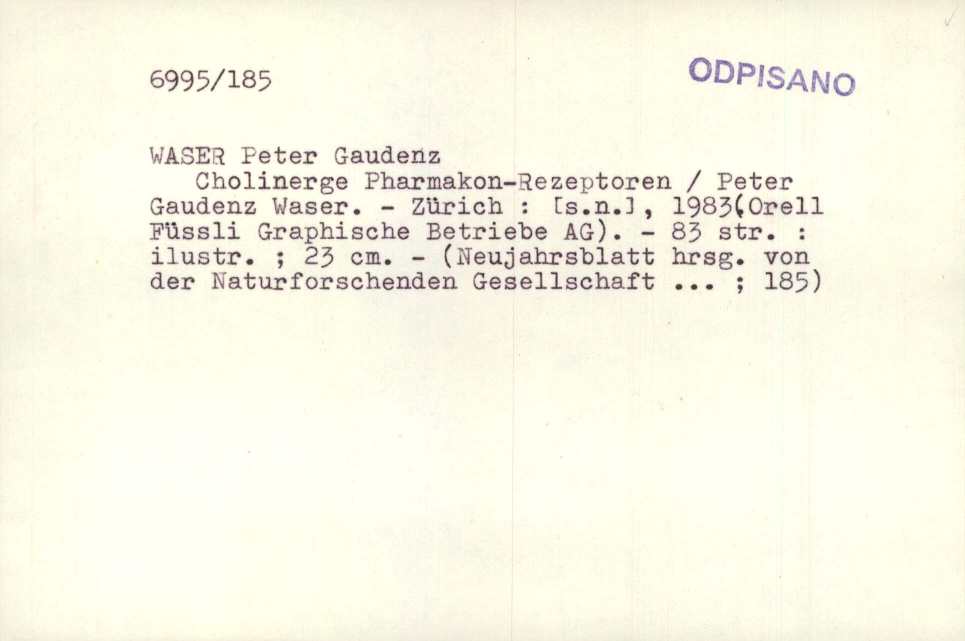 6995/185
ODPISANO
WASER Peter Gaudenz
Cholinerge Pharmakon-Rezeptoren / Peter
Gaudenz Waser. - Zürich : [s.n.], 1983(Orell
Füssli Graphische Betriebe AG). - 83 str. :
ilustr. ; 23 cm. - (Neujahrsblatt hrsg. von
der Naturforschenden Gesellschaft ... ; 185)